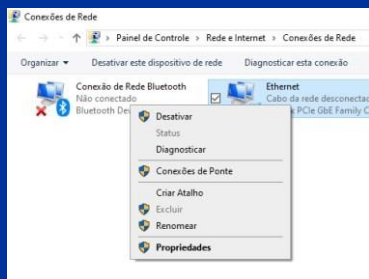 Conexões de Rede
Painel de Controle > Rede e Internet > Conexões de Rede
Organizar Desativar este dispositivo de rede Diagnosticar esta conexão
Conexão de Rede Bluetooth
Não conectado
Bluetooth
Ethernet
Cabo da rede
PCIe GbE Family
Desativar
Status
Diagnosticar
Conexões de Ponte
Criar Atalho
Excluir
Renomear
Propriedades